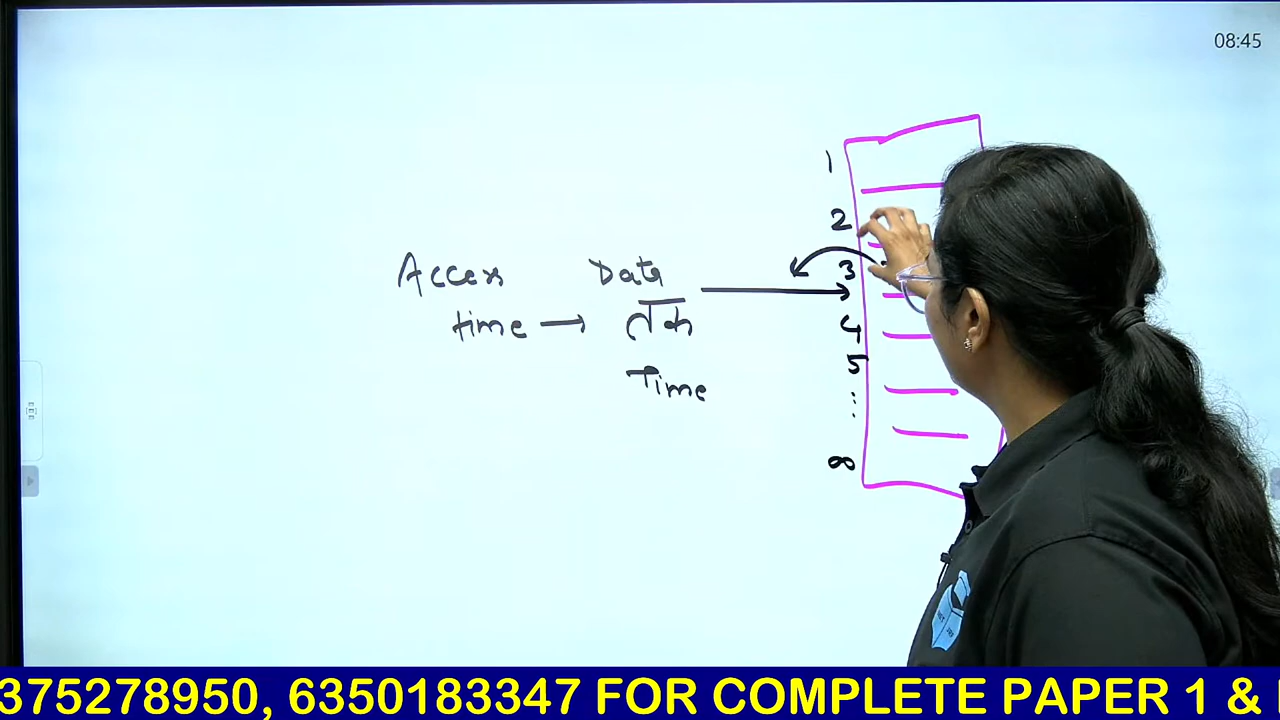 08:45
1
2
3
4
5
⋮
∞
Access Data
time → तक
Time
375278950, 6350183347 FOR COMPLETE PAPER 1 &